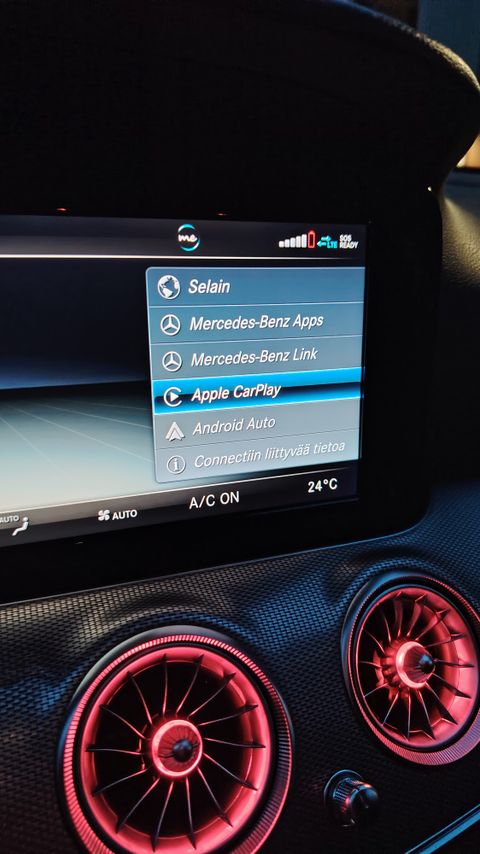 me
LTE
SOS
READY
Selain
Mercedes-Benz Apps
Mercedes-Benz Link
Apple CarPlay
Android Auto
Connectiin liittyvää tietoa
AUTO
AUTO
A/C ON
24°C